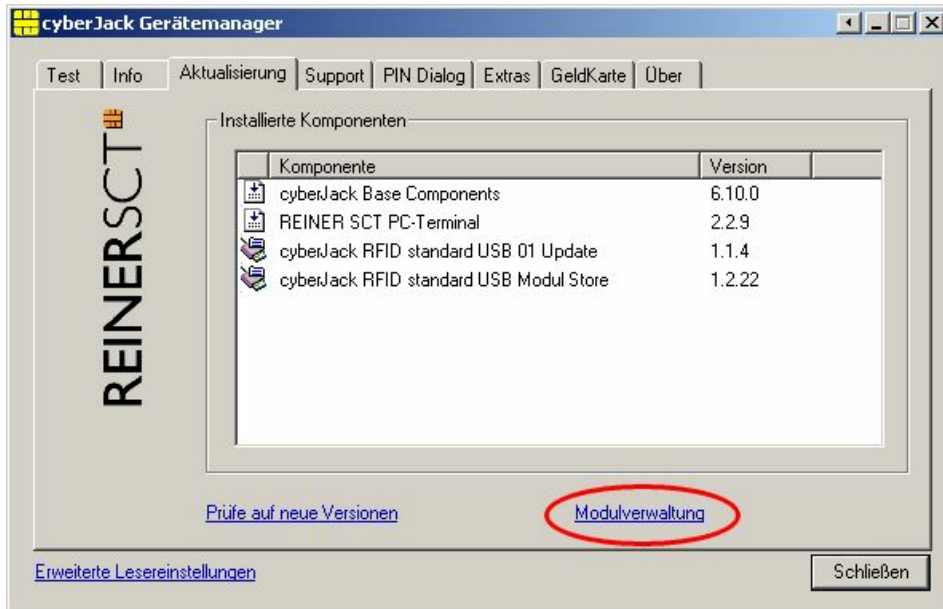 cyberJack Gerätemanager
Test Info Aktualisierung Support PIN Dialog Extras GeldKarte Über
REINERSCT
Installierte Komponenten
Komponente Version
cyberJack Base Components 6.10.0
REINER SCT PC-Terminal 2.2.9
cyberJack RFID standard USB 01 Update 1.1.4
cyberJack RFID standard USB Modul Store 1.2.22
Prüfe auf neue Versionen Modulverwaltung
Erweiterte Lesereinstellungen Schließen